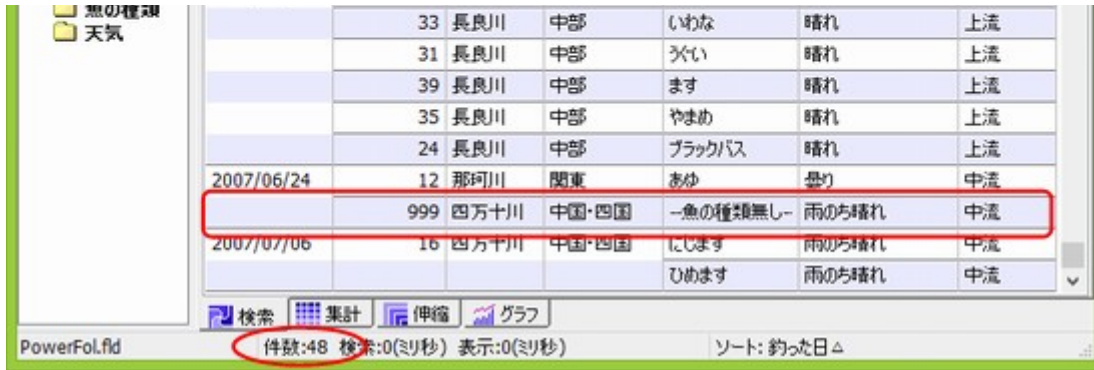 魚の種類
天気
33 長良川 中部 いわな 晴れ 上流
31 長良川 中部 うぐい 晴れ 上流
39 長良川 中部 ます 晴れ 上流
35 長良川 中部 やまめ 晴れ 上流
24 長良川 中部 ブラックバス 晴れ 上流
2007/06/24 12 那珂川 関東 あゆ 曇り 中流
999 四万十川 中国・四国 --魚の種類無し-- 雨のち晴れ 中流
2007/07/06 16 四万十川 中国・四国 にじます 雨のち晴れ 中流
ひめます 雨のち晴れ 中流
検索 集計 伸縮 グラフ
PowerFol.fld 件数:48 検索:0(ミリ秒) 表示:0(ミリ秒) ソート: 釣った日△